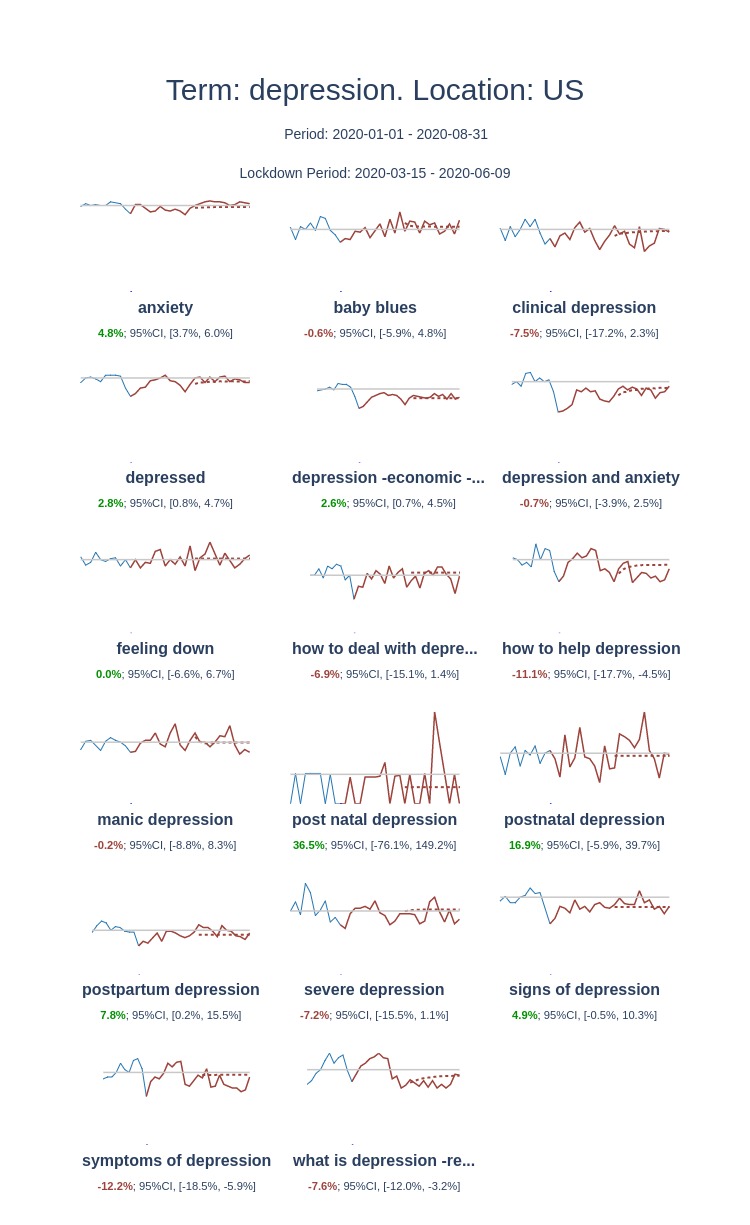 Term: depression. Location: US
Period: 2020-01-01 - 2020-08-31
Lockdown Period: 2020-03-15 - 2020-06-09
anxiety baby blues clinical depression
4.8%; 95%CI, [3.7%, 6.0%] -0.6%; 95%CI, [-5.9%, 4.8%] -7.5%; 95%CI, [-17.2%, 2.3%]
depressed depression -economic -... depression and anxiety
2.8%; 95%CI, [0.8%, 4.7%] 2.6%; 95%CI, [0.7%, 4.5%] -0.7%; 95%CI, [-3.9%, 2.5%]
feeling down how to deal with depre... how to help depression
0.0%; 95%CI, [-6.6%, 6.7%] -6.9%; 95%CI, [-15.1%, 1.4%] -11.1%; 95%CI, [-17.7%, -4.5%]
manic depression post natal depression postnatal depression
-0.2%; 95%CI, [-8.8%, 8.3%] 36.5%; 95%CI, [-76.1%, 149.2%] 16.9%; 95%CI, [-5.9%, 39.7%]
postpartum depression severe depression signs of depression
7.8%; 95%CI, [0.2%, 15.5%] -7.2%; 95%CI, [-15.5%, 1.1%] 4.9%; 95%CI, [-0.5%, 10.3%]
symptoms of depression what is depression -re...
-12.2%; 95%CI, [-18.5%, -5.9%] -7.6%; 95%CI, [-12.0%, -3.2%]